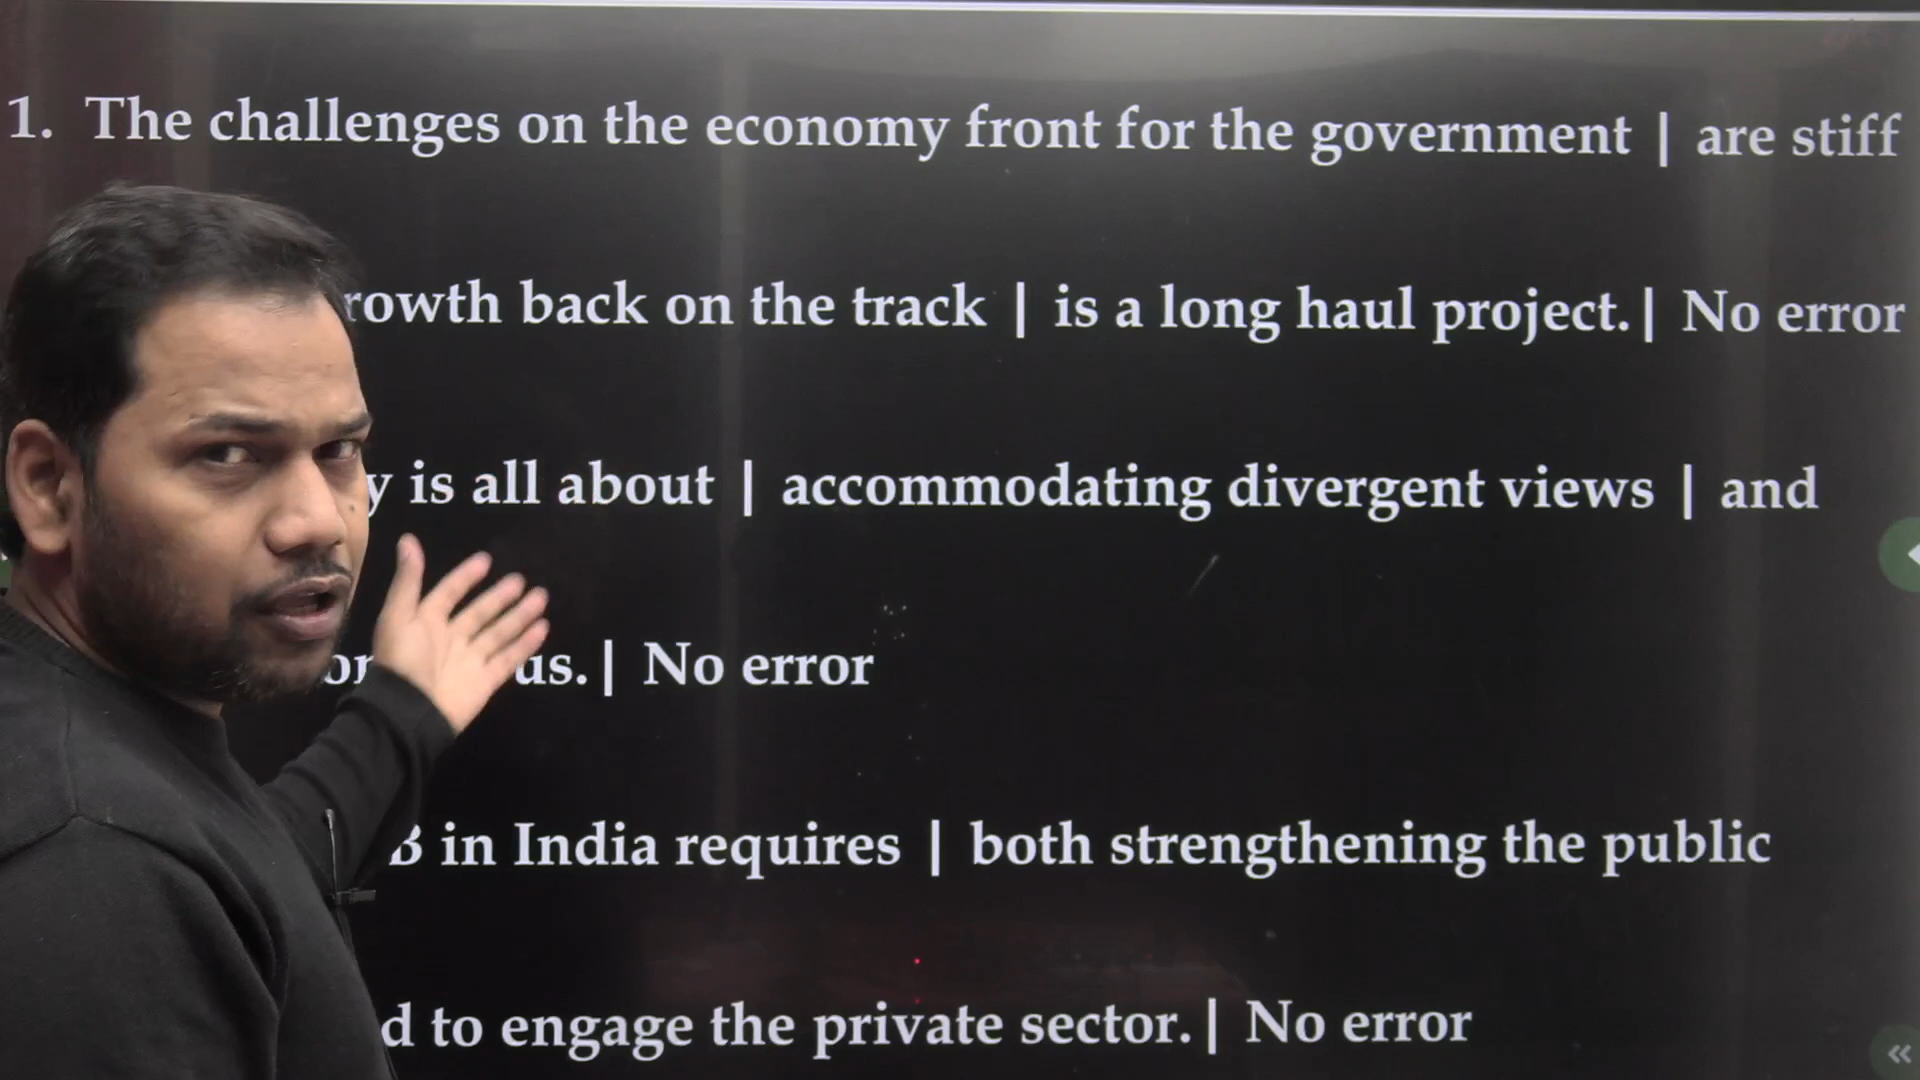 1. The challenges on the economy front for the government | are stiff
back on the track | is a long haul project.| No error
is all about | accommodating divergent views | and
| No error
in India requires | both strengthening the public
to engage the private sector.| No error